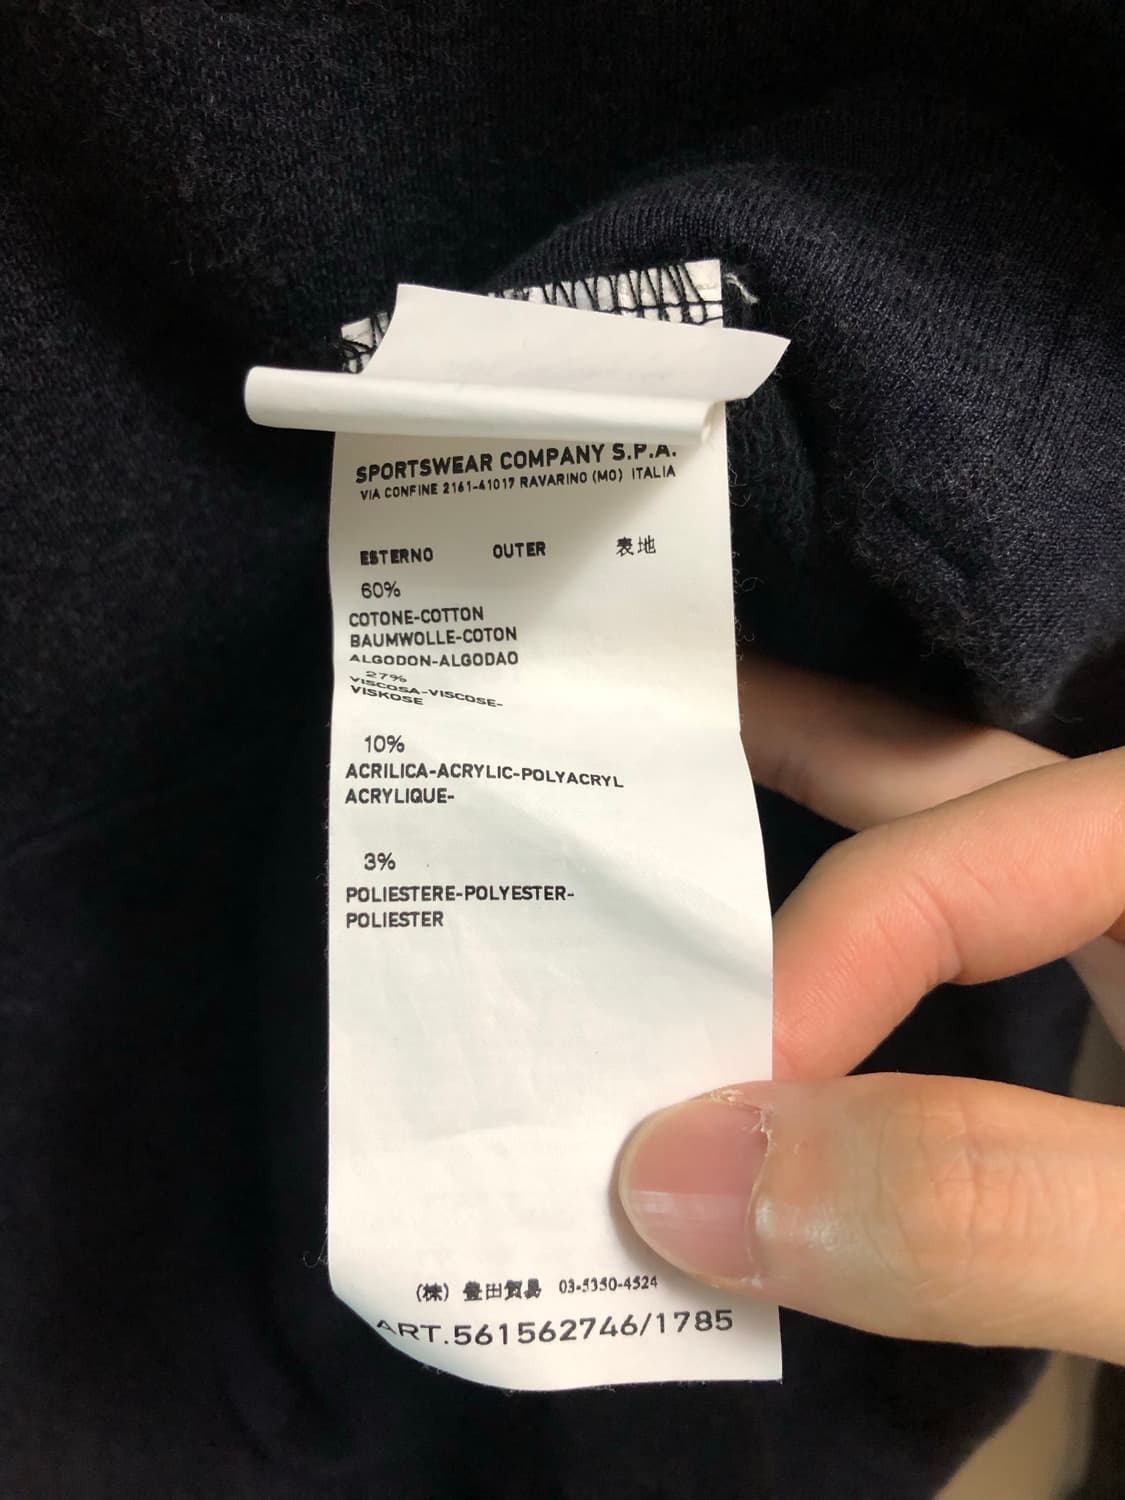 SPORTSWEAR COMPANY S.P.A.
VIA CONFINE 2161-41017 RAVARINO (MO) ITALIA
ESTERNO OUTER 表地
60%
COTONE-COTTON
BAUMWOLLE-COTON
ALGODON-ALGODAO
27%
VISCOSA-VISCOSE-
VISKOSE
10%
ACRILICA-ACRYLIC-POLYACRYL
ACRYLIQUE-
3%
POLIESTERE-POLYESTER-
POLIESTER
(株) 豊田貿易 03-5350-4524
ART.561562746/1785